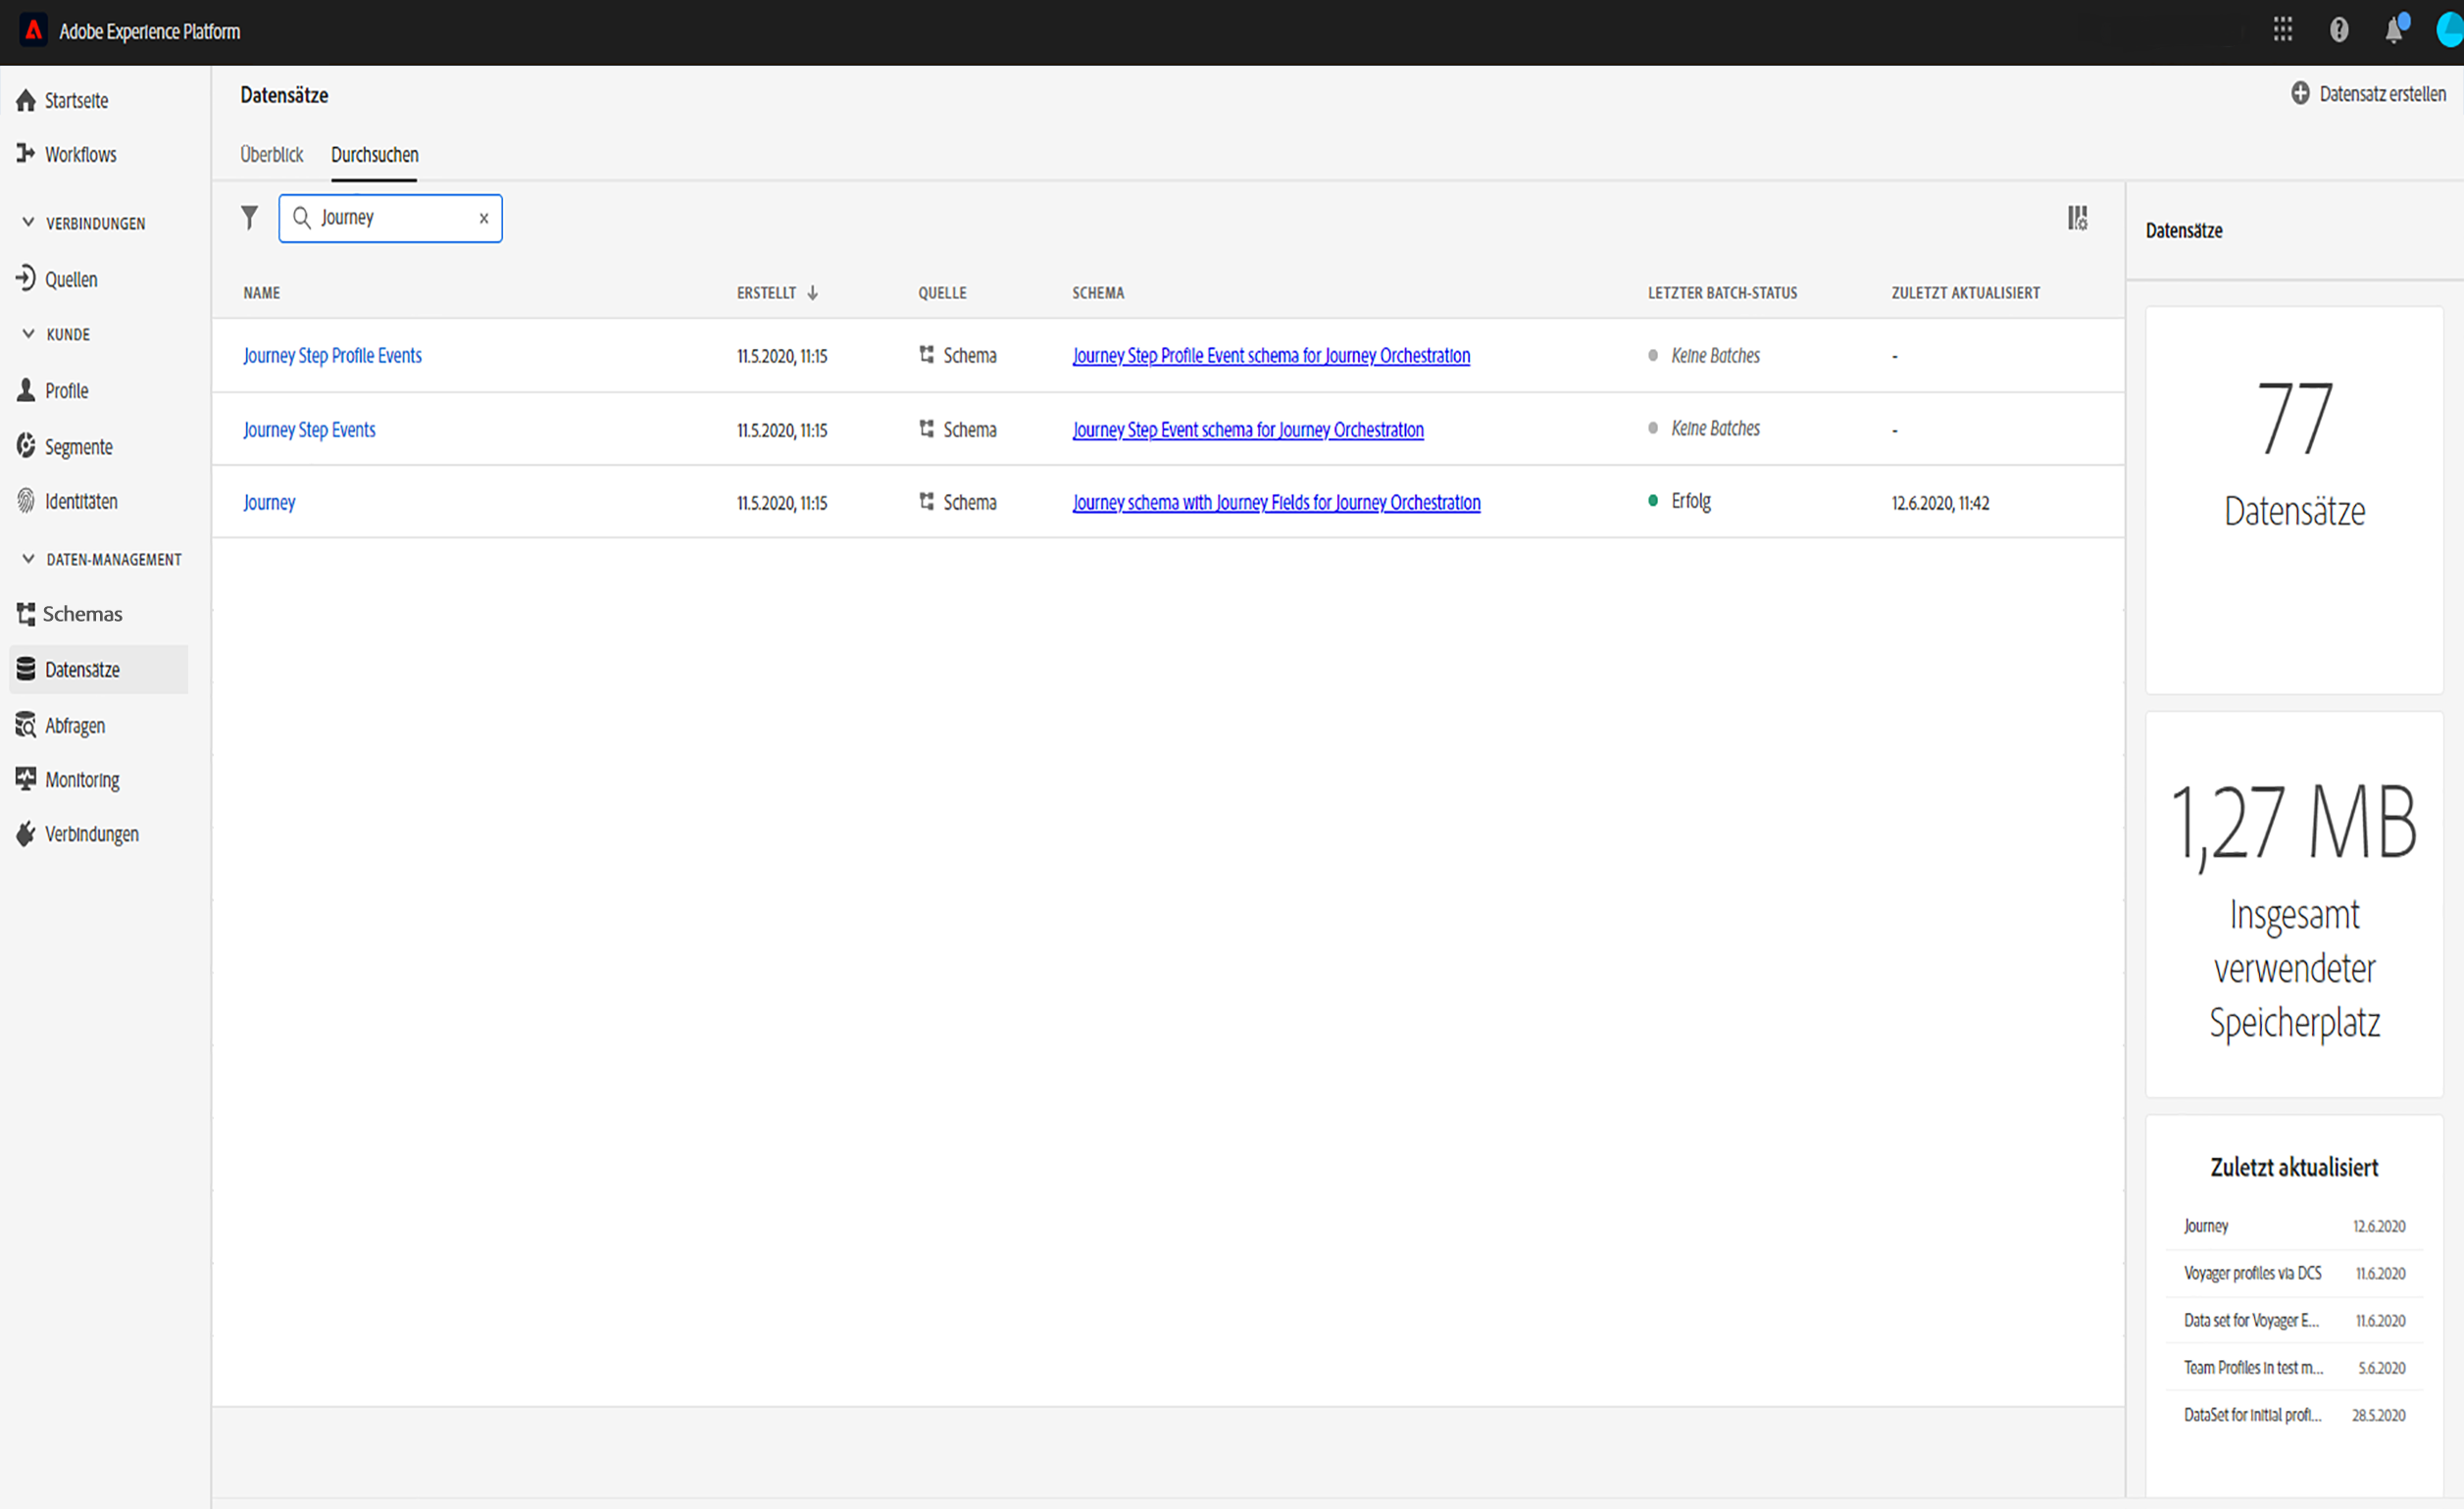 Adobe Experience Platform
Startseite
Workflows
VERBINDUNGEN
Quellen
KUNDE
Profile
Segmente
Identitäten
DATEN-MANAGEMENT
Schemas
Datensätze
Abfragen
Monitoring
Verbindungen
Datensätze
Datensatz erstellen
Überblick Durchsuchen
Journey
NAME ERSTELLT QUELLE SCHEMA LETZTER BATCH-STATUS ZULETZT AKTUALISIERT
Journey Step Profile Events 11.5.2020, 11:15 Schema Journey Step Profile Event schema for Journey Orchestration Keine Batches -
Journey Step Events 11.5.2020, 11:15 Schema Journey Step Event schema for Journey Orchestration Keine Batches -
Journey 11.5.2020, 11:15 Schema Journey schema with Journey Fields for Journey Orchestration Erfolg 12.6.2020, 11:42
Datensätze
77
Datensätze
1,27 MB
Insgesamt
verwendeter
Speicherplatz
Zuletzt aktualisiert
Journey 12.6.2020
Voyager profiles via DCS 11.6.2020
Data set for Voyager E... 11.6.2020
Team Profiles in test m... 5.6.2020
DataSet for initial profi... 28.5.2020